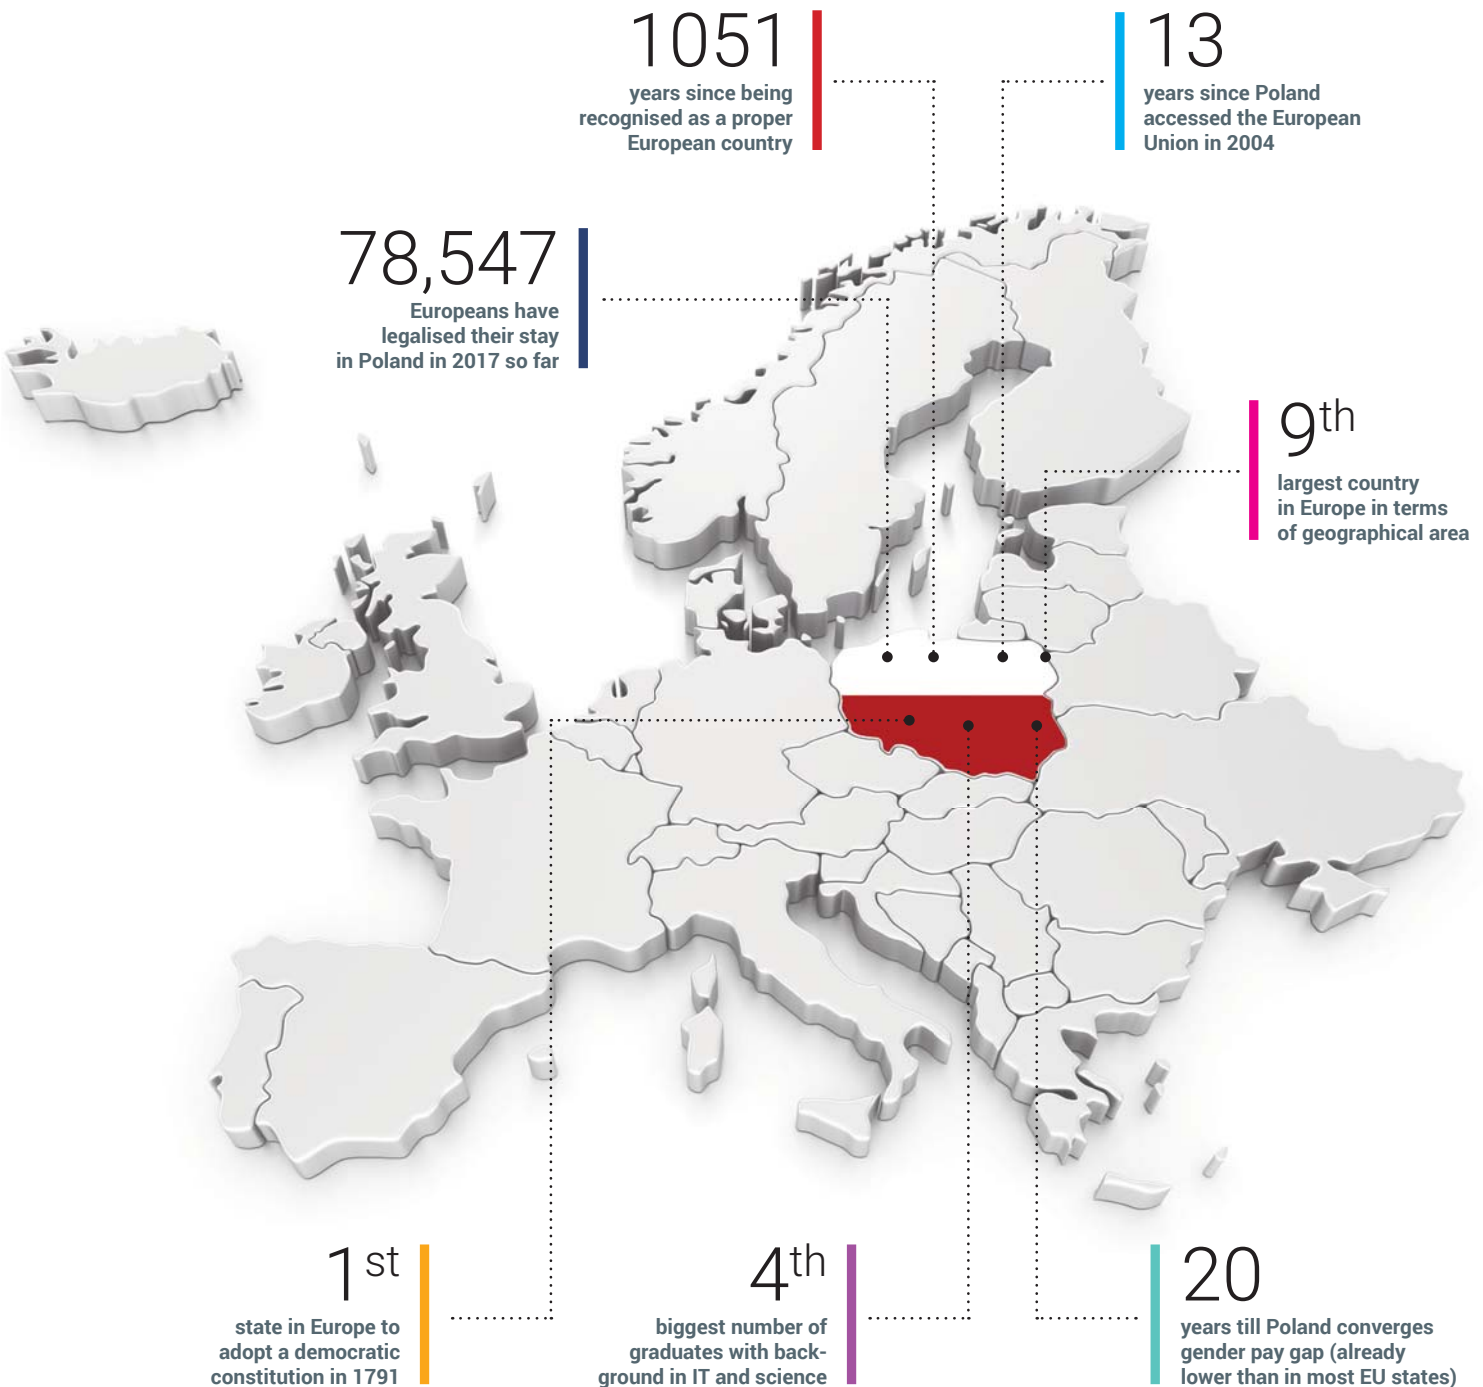 1051
years since being
recognised as a proper
European country
13
years since Poland
accessed the European
Union in 2004
78,547
Europeans have
legalised their stay
in Poland in 2017 so far
9th
largest country
in Europe in terms
of geographical area
1st
state in Europe to
adopt a democratic
constitution in 1791
4th
biggest number of
graduates with back-
ground in IT and science
20
years till Poland converges
gender pay gap (already
lower than in most EU states)